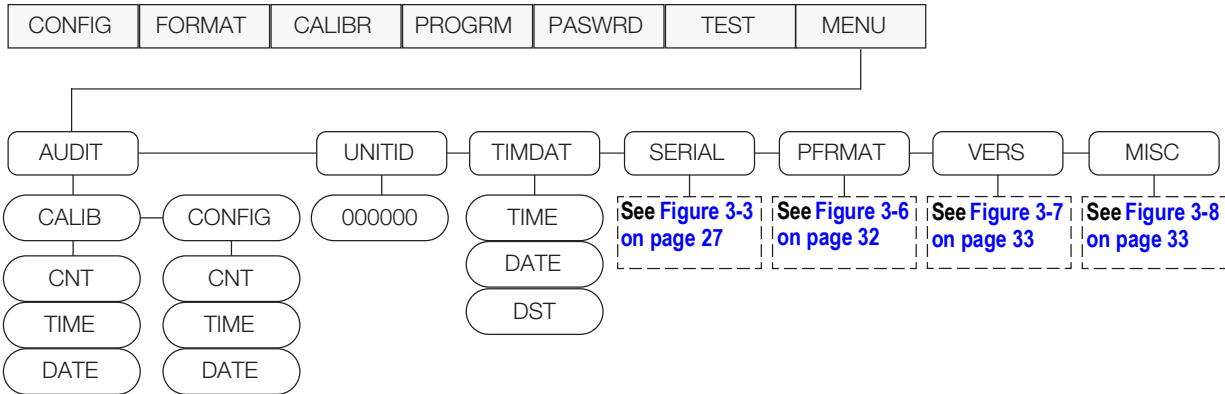 CONFIG FORMAT CALIBR PROGRM PASWRD TEST MENU
AUDIT UNITID TIMDAT SERIAL PFRMAT VERS MISC
CALIB CONFIG 000000 TIME See Figure 3-3 See Figure 3-6 See Figure 3-7 See Figure 3-8
on page 27 on page 32 on page 33 on page 33
CNT CNT DATE
TIME TIME DST
DATE DATE